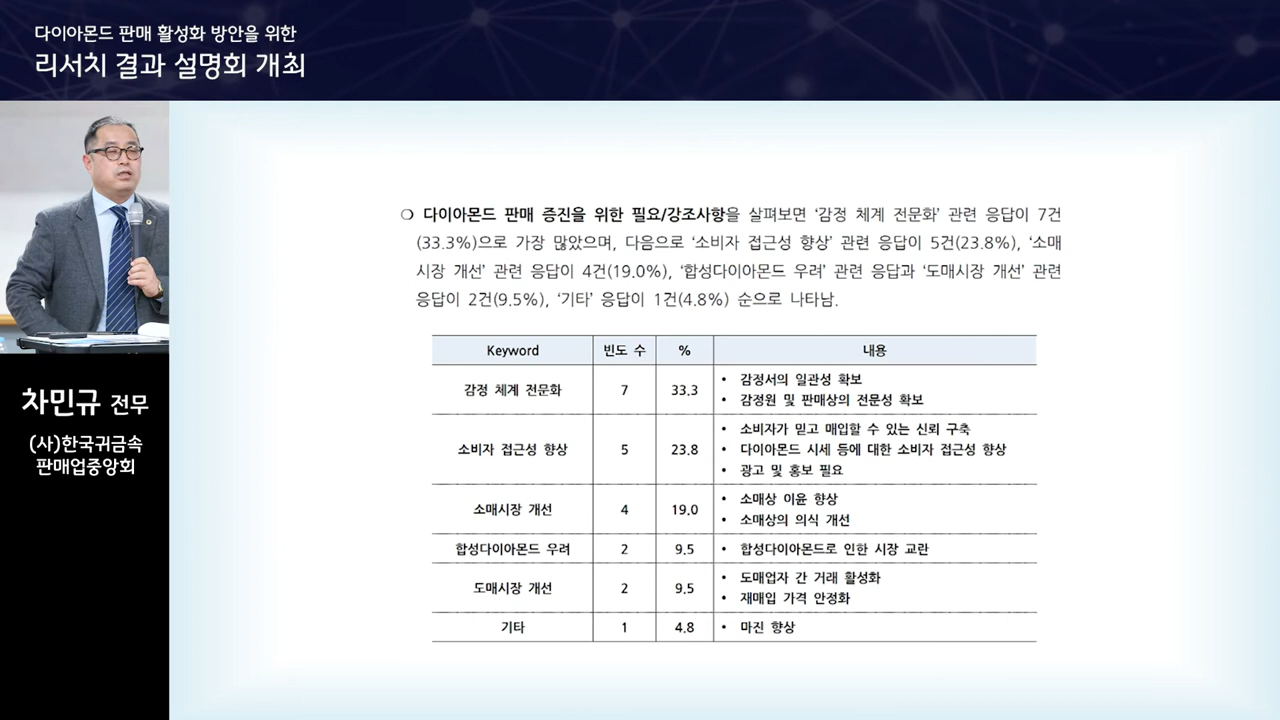 다이아몬드 판매 활성화 방안을 위한
리서치 결과 설명회 개최
차민규 전무
(사)한국귀금속
판매업중앙회
❍ 다이아몬드 판매 증진을 위한 필요/강조사항을 살펴보면 ‘감정 체계 전문화’ 관련 응답이 7건
(33.3%)으로 가장 많았으며, 다음으로 ‘소비자 접근성 향상’ 관련 응답이 5건(23.8%), ‘소매
시장 개선’ 관련 응답이 4건(19.0%), ‘합성다이아몬드 우려’ 관련 응답과 ‘도매시장 개선’ 관련
응답이 2건(9.5%), ‘기타’ 응답이 1건(4.8%) 순으로 나타남.
Keyword 빈도 수 % 내용
감정 체계 전문화 7 33.3
• 감정서의 일관성 확보
• 감정원 및 판매상의 전문성 확보
소비자 접근성 향상 5 23.8
• 소비자가 믿고 매입할 수 있는 신뢰 구축
• 다이아몬드 시세 등에 대한 소비자 접근성 향상
• 광고 및 홍보 필요
소매시장 개선 4 19.0
• 소매상 이윤 향상
• 소매상의 의식 개선
합성다이아몬드 우려 2 9.5 • 합성다이아몬드로 인한 시장 교란
도매시장 개선 2 9.5
• 도매업자 간 거래 활성화
• 재매입 가격 안정화
기타 1 4.8 • 마진 향상